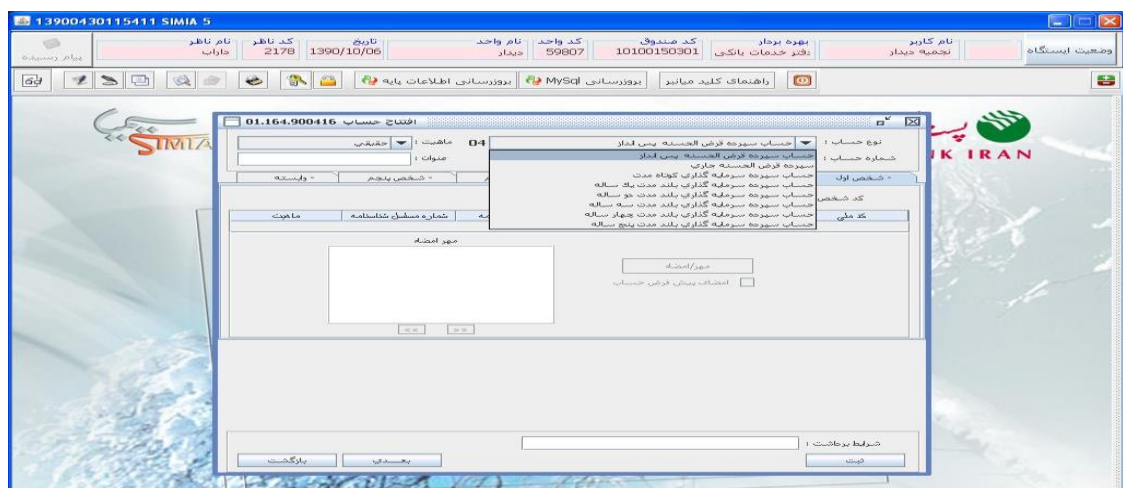 13900430115411 SIMIA 5
نام کاربر
بهره بردار
کد صندوق
نام واحد
کد واحد
تاریخ
کد ناظر
نام ناظر
وضعیت ایستگاه
نجمیه دیدار
دفتر خدمات بانکی
10100150301
دیدار
59807
1390/10/06
2178
داراب
پیام رسیده
راهنمای کلید میانبر
بروزرسانی MySql
بروزرسانی اطلاعات پایه
SIMIA
K IRAN
افتتاح حساب 01.164.900416
نوع حساب :
حساب سپرده قرض الحسنه پس انداز
04
ماهیت :
حقیقی
شماره حساب :
عنوان :
حساب سپرده قرض الحسنه پس انداز
سپرده قرض الحسنه جاری
حساب سپرده سرمایه گذاری کوتاه مدت
حساب سپرده سرمایه گذاری بلند مدت یک ساله
حساب سپرده سرمایه گذاری بلند مدت دو ساله
حساب سپرده سرمایه گذاری بلند مدت سه ساله
حساب سپرده سرمایه گذاری بلند مدت چهار ساله
حساب سپرده سرمایه گذاری بلند مدت پنج ساله
- شخص اول
- شخص پنجم
- وابسته
کد شخص
کد ملی
شماره مسلسل شناسنامه
ماهیت
مهر امضاء
مهر/امضاء
امضای پیش فرض حساب
>>
<<
شرایط برداشت :
ثبت
بعـــدی
بازگشت